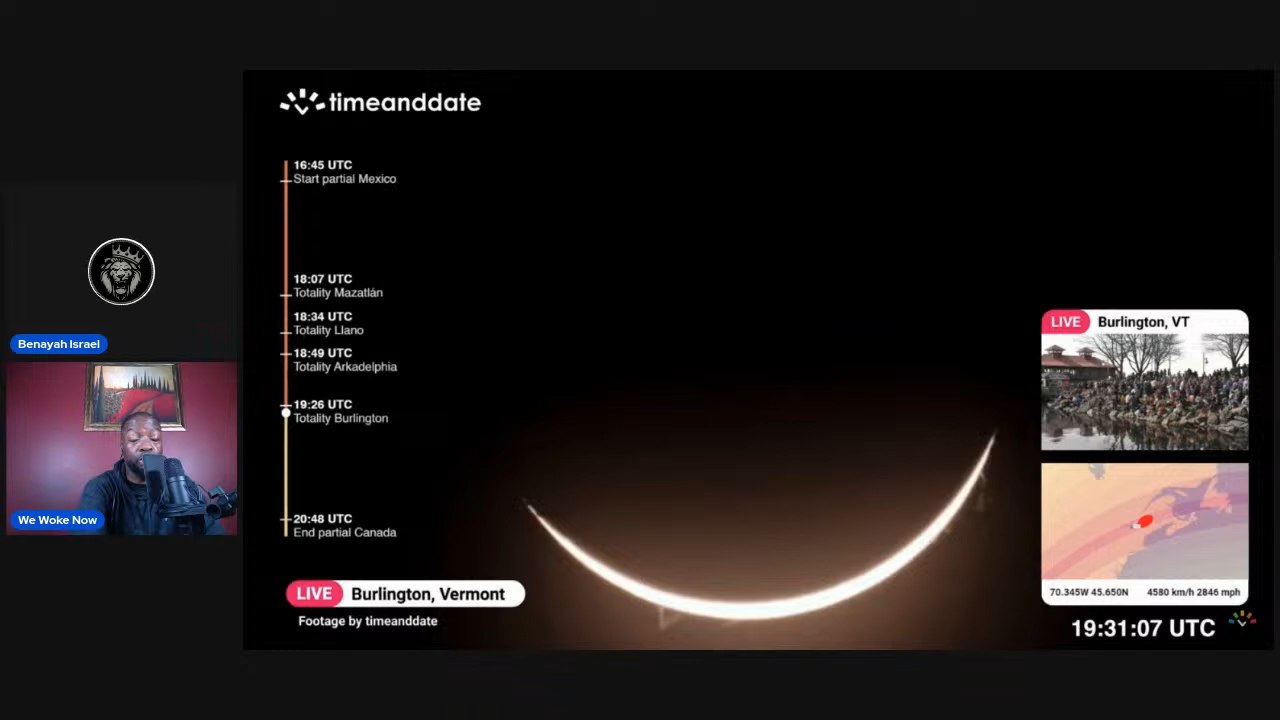 timeanddate
16:45 UTC
Start partial Mexico
18:07 UTC
Totality Mazatlán
18:34 UTC
Totality Llano
18:49 UTC
Totality Arkadelphia
19:26 UTC
Totality Burlington
20:48 UTC
End partial Canada
LIVE Burlington, Vermont
Footage by timeanddate
LIVE Burlington, VT
70.345W 45.650N 4580 km/h 2846 mph
19:31:07 UTC
Benayah Israel
We Woke Now